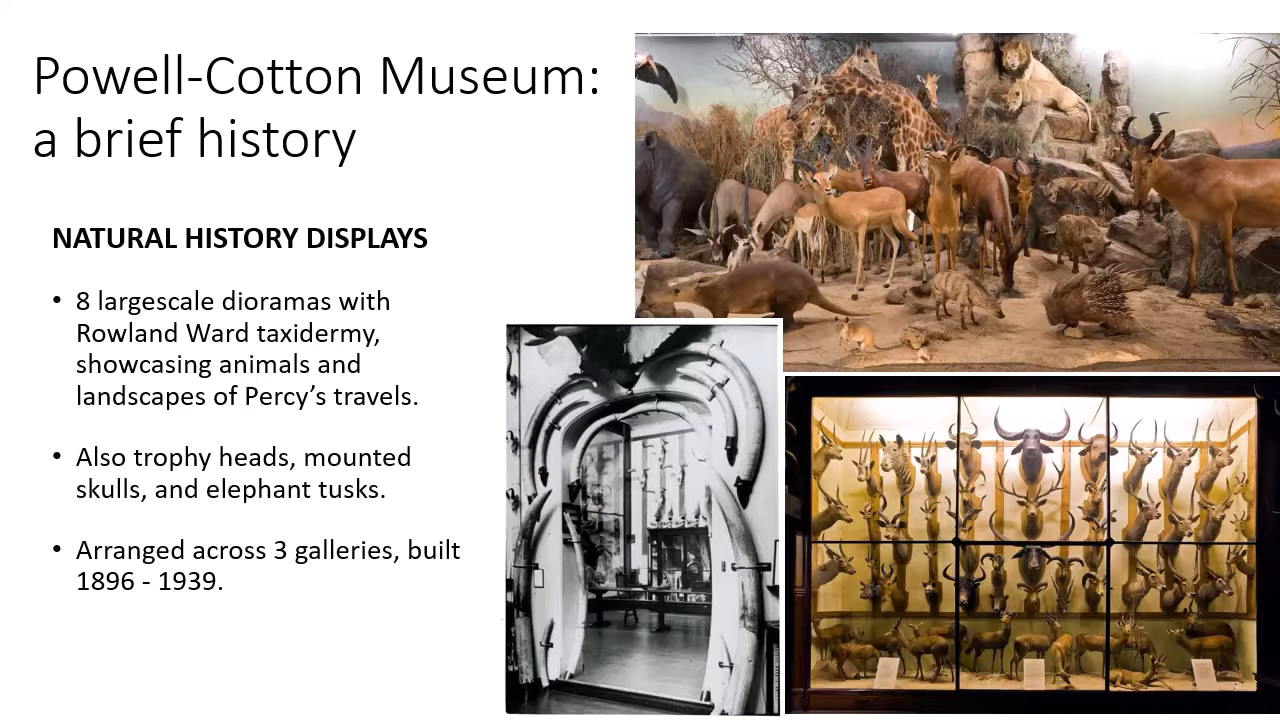 Powell-Cotton Museum:
a brief history
NATURAL HISTORY DISPLAYS
• 8 largescale dioramas with
Rowland Ward taxidermy,
showcasing animals and
landscapes of Percy’s travels.
• Also trophy heads, mounted
skulls, and elephant tusks.
• Arranged across 3 galleries, built
1896 - 1939.